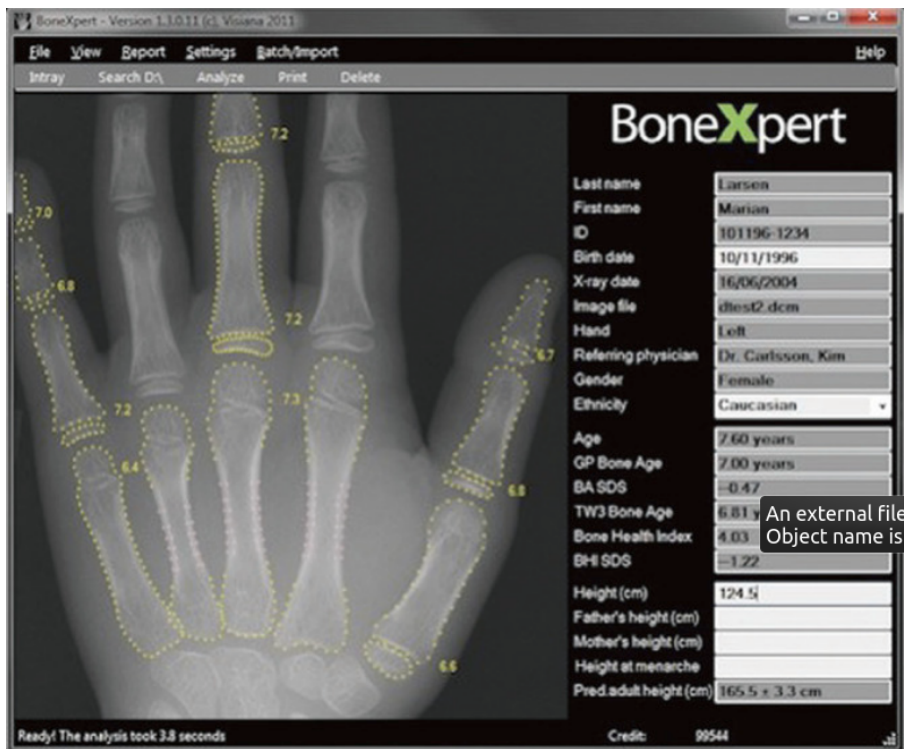 BoneXpert - Version 1.3.0.11 (c), Visiana 2011
File View Report Settings Batch/Import Help
Intray Search D:\ Analyze Print Delete
BoneXpert
7.2
7.0
6.8
7.2
6.7
7.3
7.2
6.4
6.8
6.6
Last name Larsen
First name Marian
ID 101196-1234
Birth date 10/11/1996
X-ray date 16/06/2004
Image file dtest2.dcm
Hand Left
Referring physician Dr. Carlsson, Kim
Gender Female
Ethnicity Caucasian
Age 7.60 years
GP Bone Age 7.00 years
BA SDS -0.47
TW3 Bone Age 6.81 y
An external file
Object name is
Bone Health Index 4.03
BHI SDS -1.22
Height (cm) 124.5
Father's height (cm)
Mother's height (cm)
Height at menarche
Pred.adult height (cm) 165.5 ± 3.3 cm
Ready! The analysis took 3.8 seconds Credit: 99544